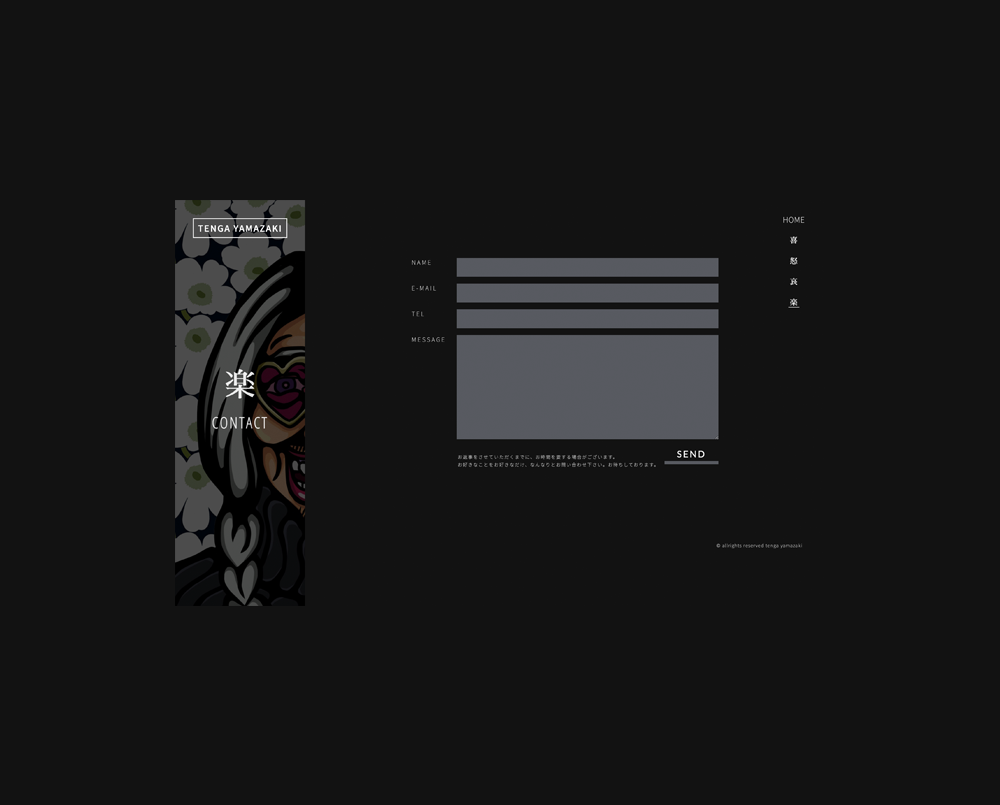 TENGA YAMAZAKI
楽
CONTACT
NAME
E-MAIL
TEL
MESSAGE
お返事をさせていただくまでに、お時間を要する場合がございます。
お好きなことをお好きなだけ、なんなりとお問い合わせ下さい。お待ちしております。
SEND
HOME
喜
怒
哀
楽
© allrights reserved tenga yamazaki